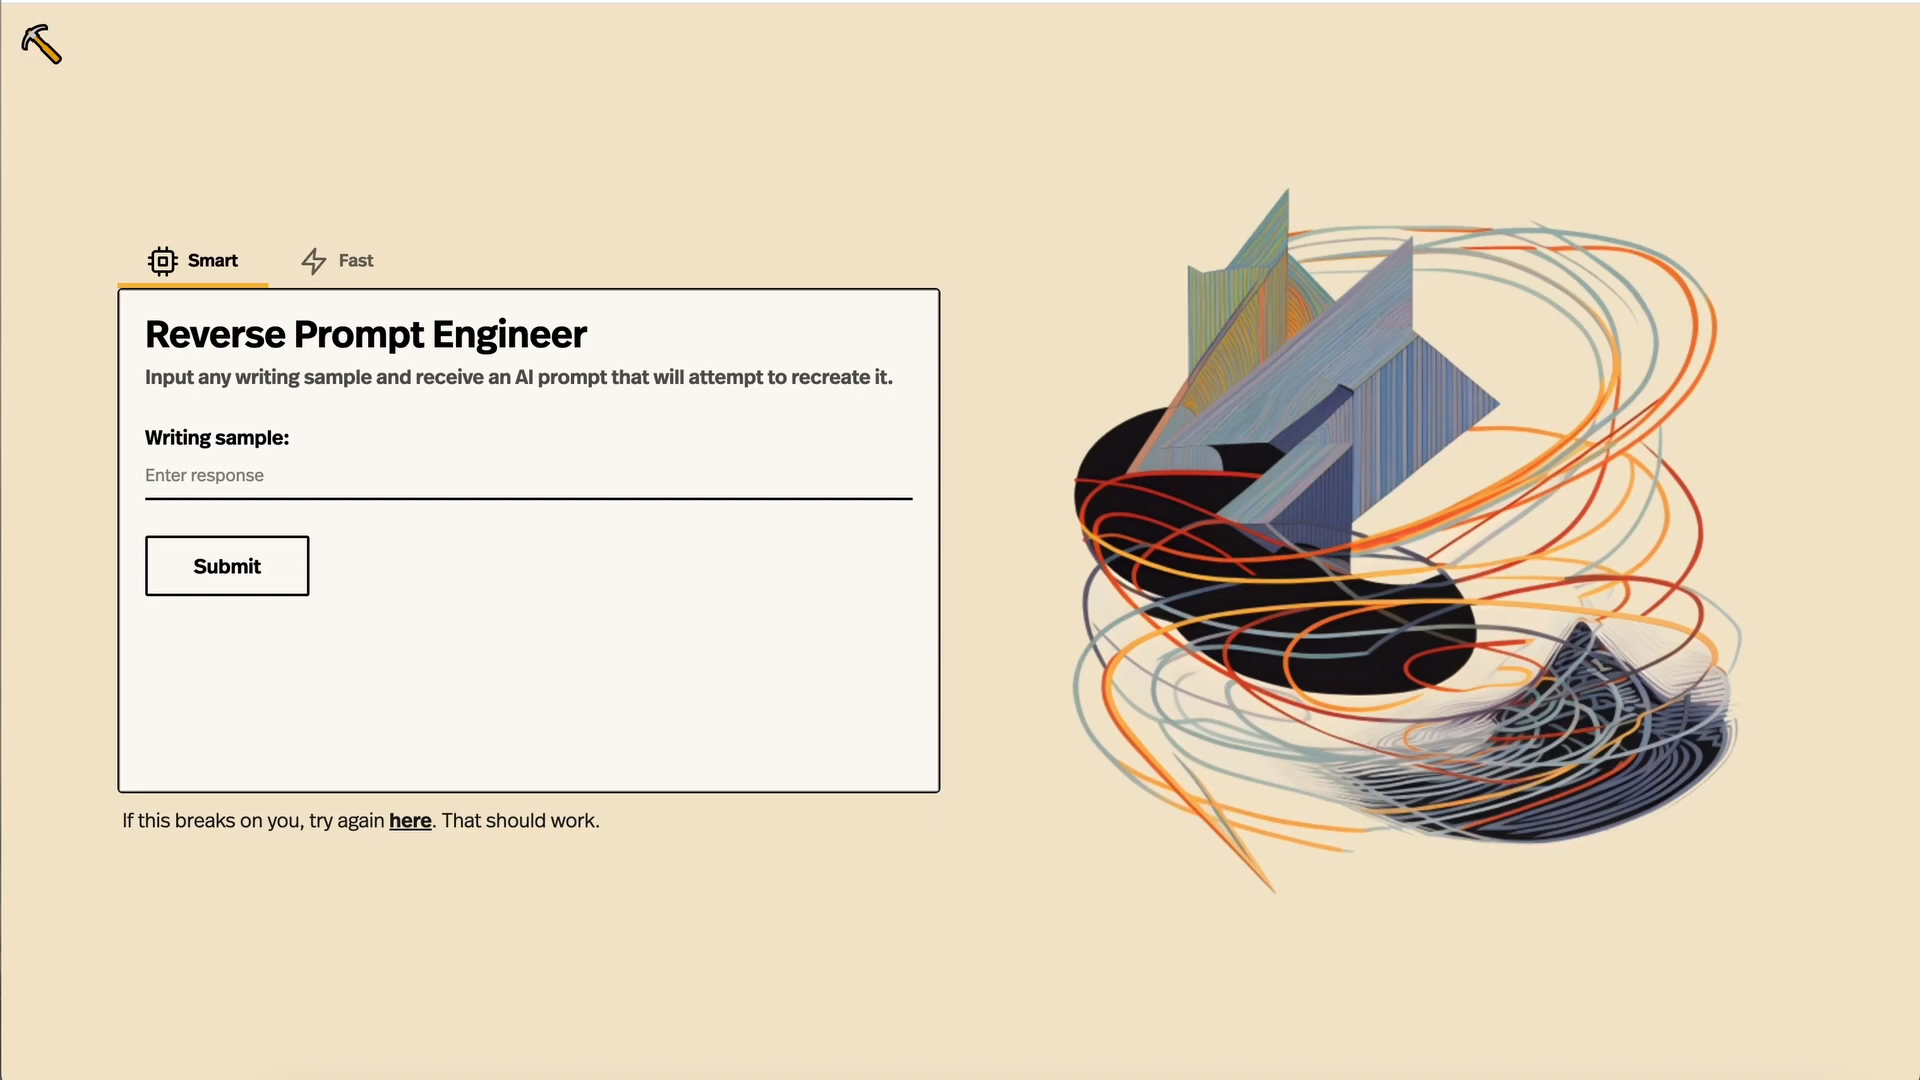 Smart
Fast
Reverse Prompt Engineer
Input any writing sample and receive an AI prompt that will attempt to recreate it.
Writing sample:
Enter response
Submit
If this breaks on you, try again here. That should work.